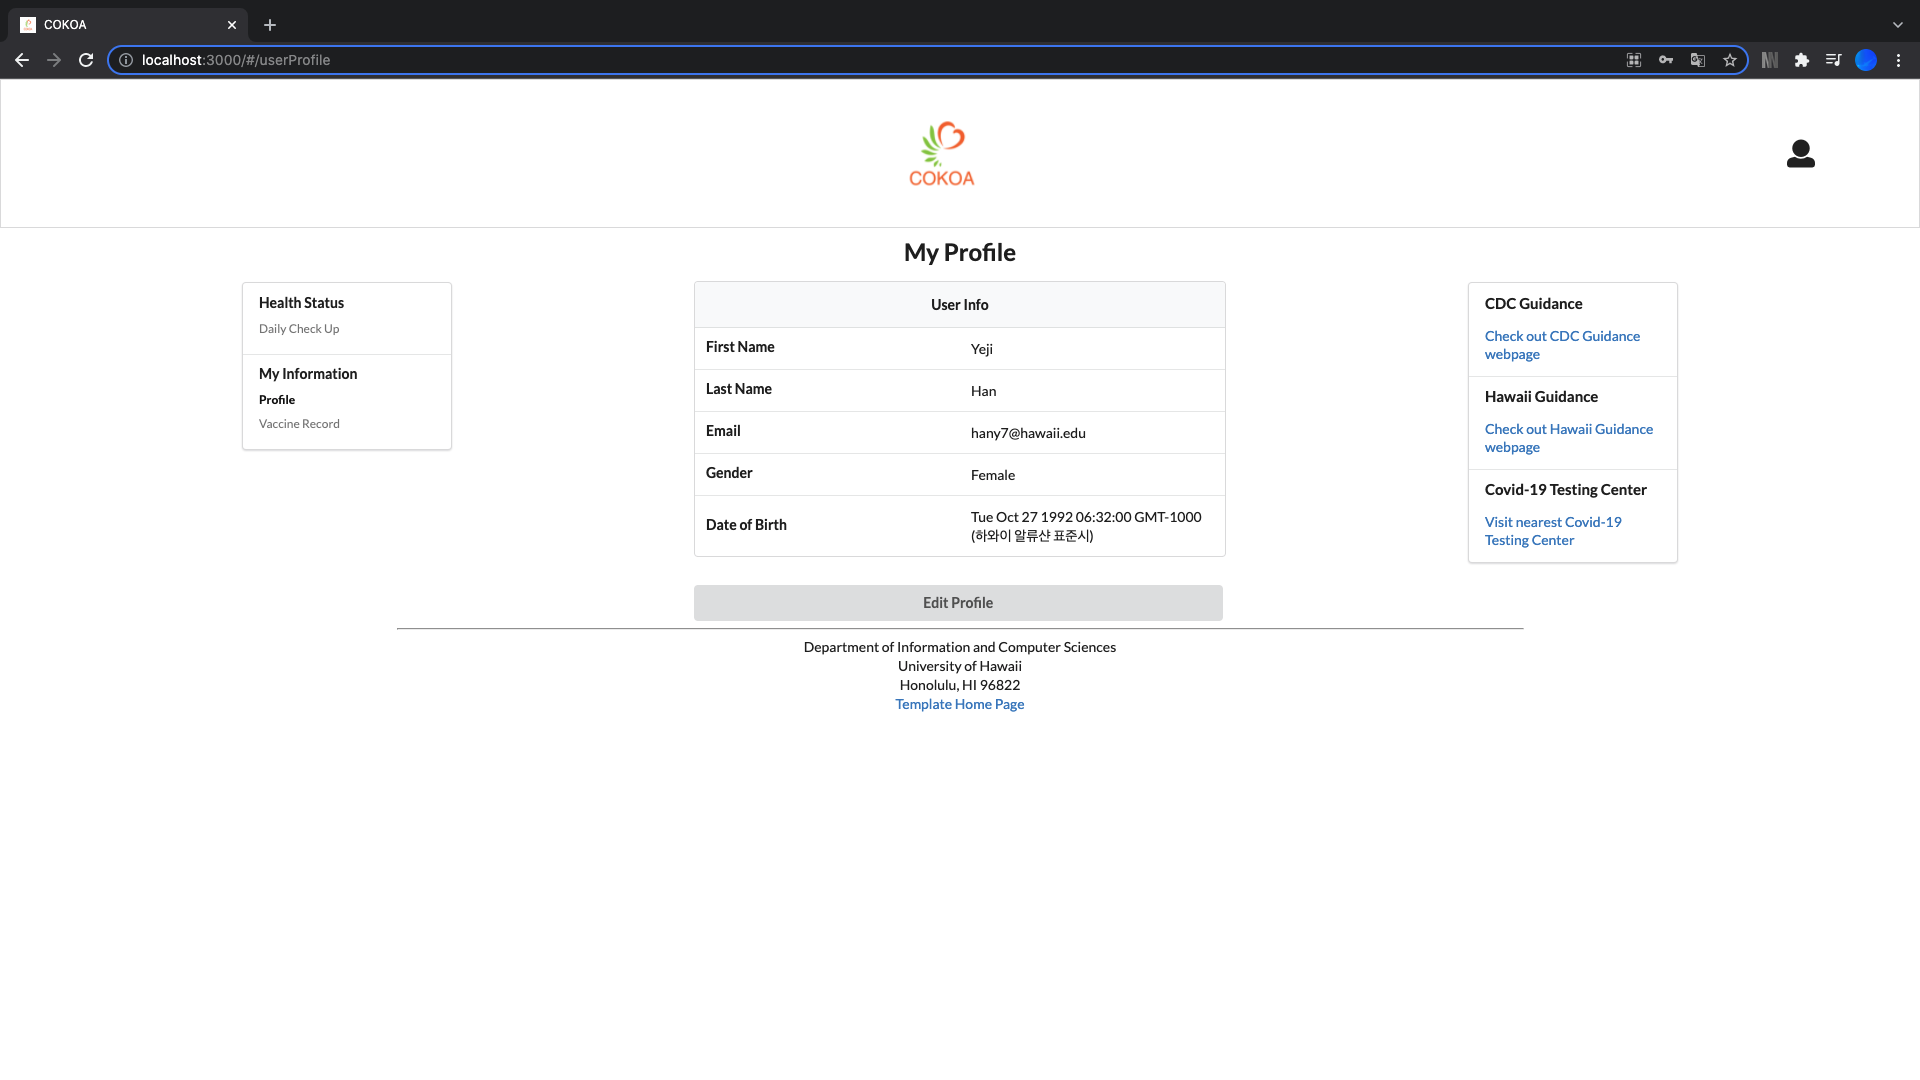 COKOA
localhost:3000/#/userProfile
COKOA
My Profile
Health Status
Daily Check Up
My Information
Profile
Vaccine Record
User Info
First Name Yeji
Last Name Han
Email hany7@hawaii.edu
Gender Female
Date of Birth Tue Oct 27 1992 06:32:00 GMT-1000
(하와이 알류샨 표준시)
Edit Profile
CDC Guidance
Check out CDC Guidance
webpage
Hawaii Guidance
Check out Hawaii Guidance
webpage
Covid-19 Testing Center
Visit nearest Covid-19
Testing Center
Department of Information and Computer Sciences
University of Hawaii
Honolulu, HI 96822
Template Home Page